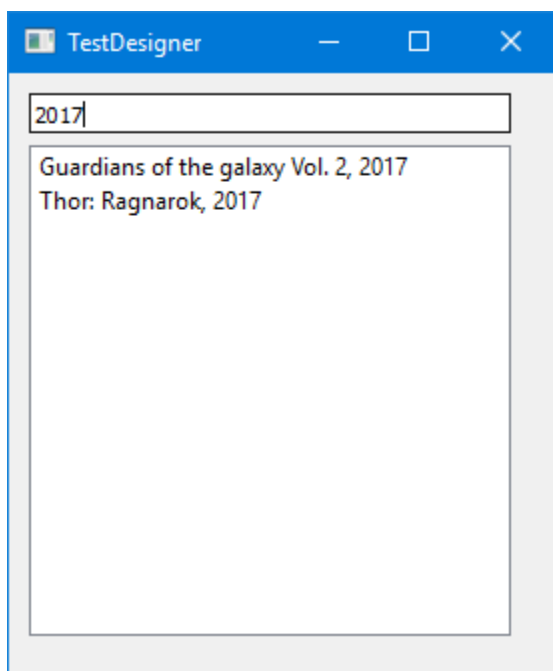 TestDesigner
2017
Guardians of the galaxy Vol. 2, 2017
Thor: Ragnarok, 2017